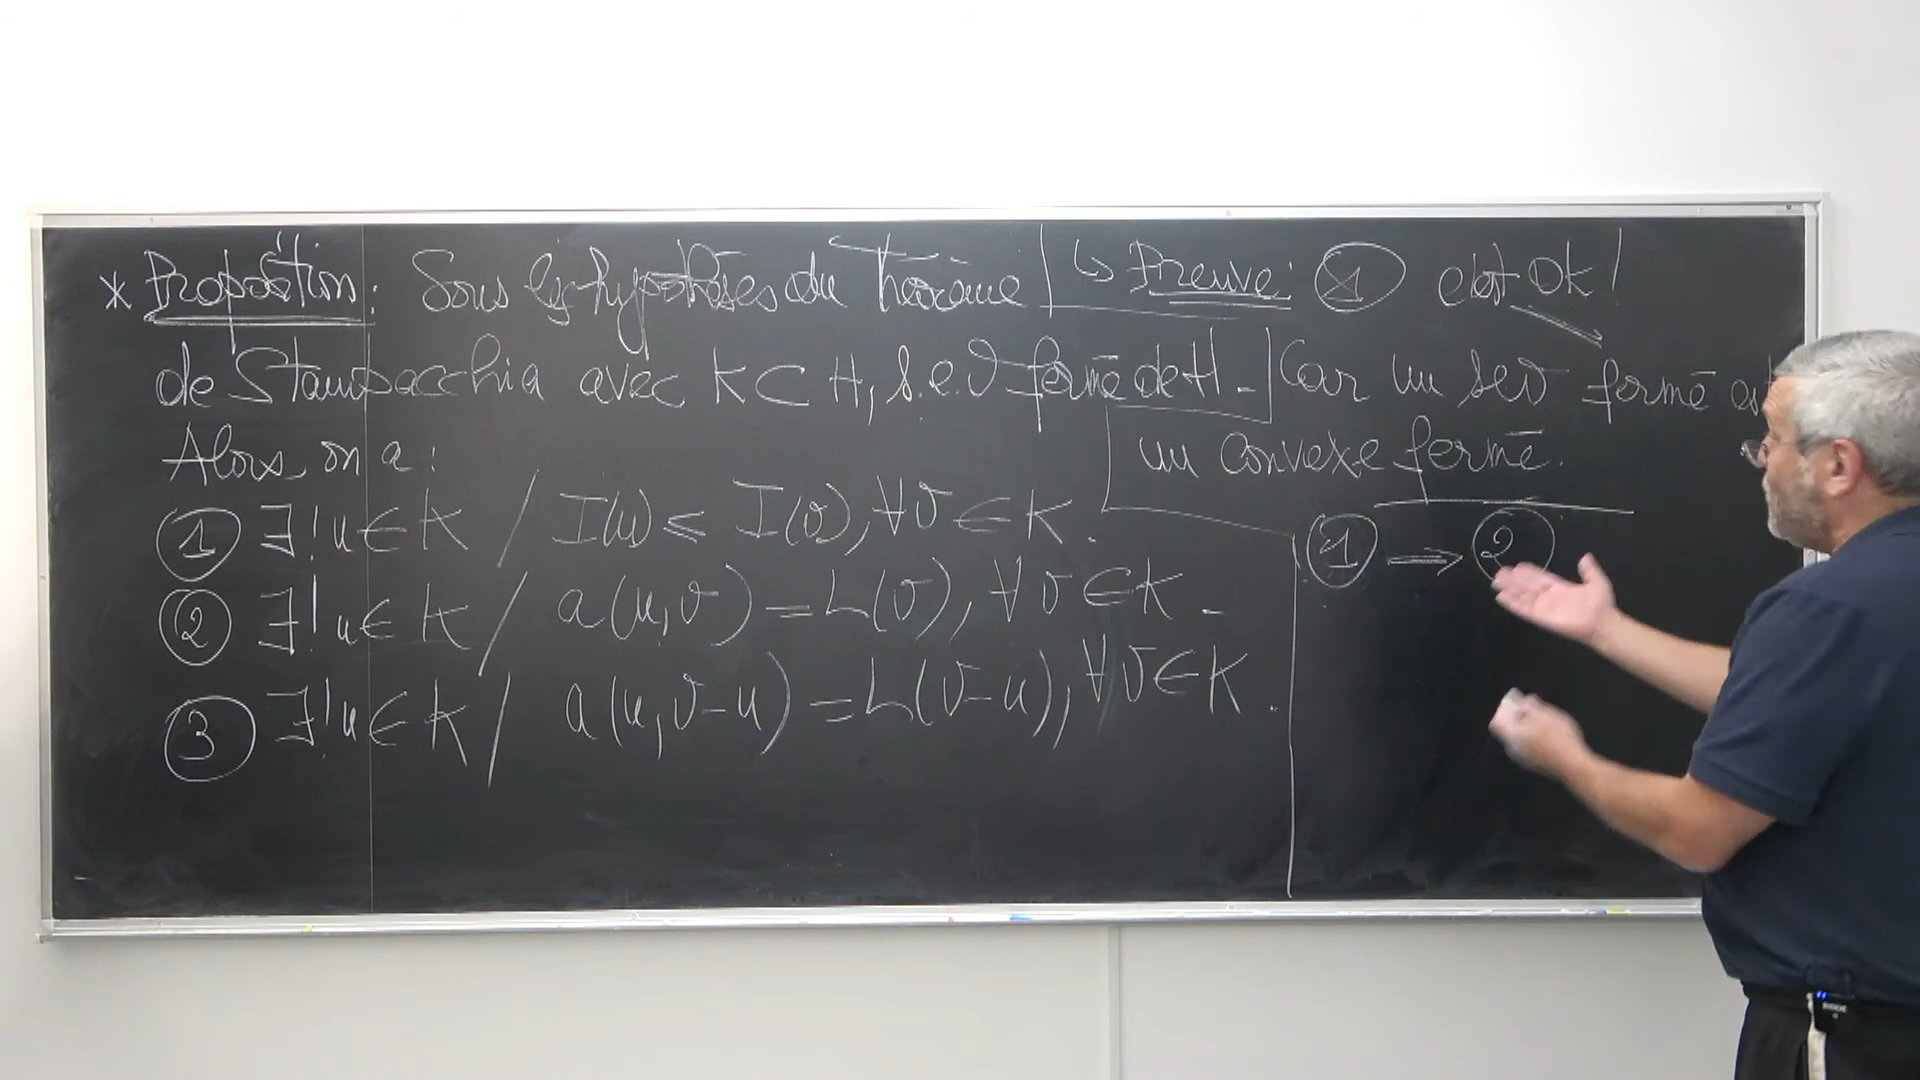 * Proposition: Sous les hypothèses du théorème
de Stampacchia avec K ⊂ H, s.e.v fermé de H.
Alors, on a:
① ∃! u ∈ K / I(u) ≤ I(v), ∀v ∈ K.
② ∃! u ∈ K / a(u,v) = L(v), ∀v ∈ K.
③ ∃! u ∈ K / a(u,v-u) = L(v-u), ∀v ∈ K.
↳ Preuve: ① est ok!
Car un sev fermé
un convexe fermé.
① ⟹ ②